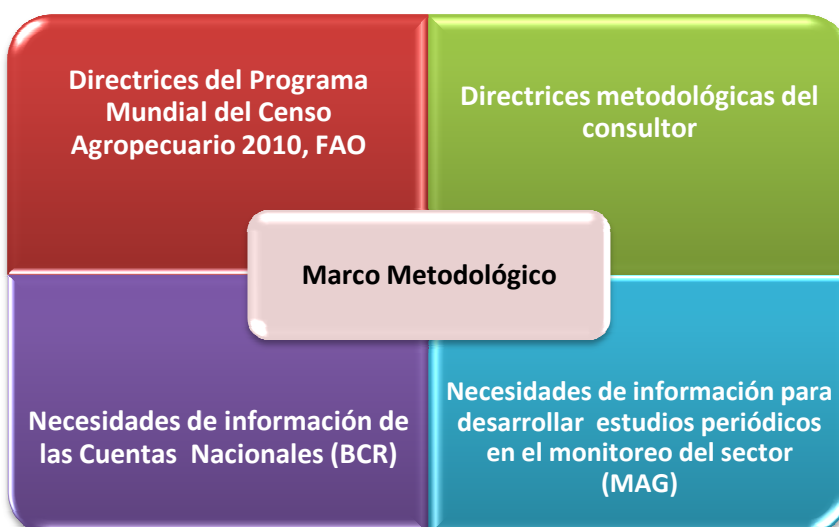 Directrices del Programa
Mundial del Censo
Agropecuario 2010, FAO
Directrices metodológicas del
consultor
Marco Metodológico
Necesidades de información de
las Cuentas Nacionales (BCR)
Necesidades de información para
desarrollar estudios periódicos
en el monitoreo del sector
(MAG)